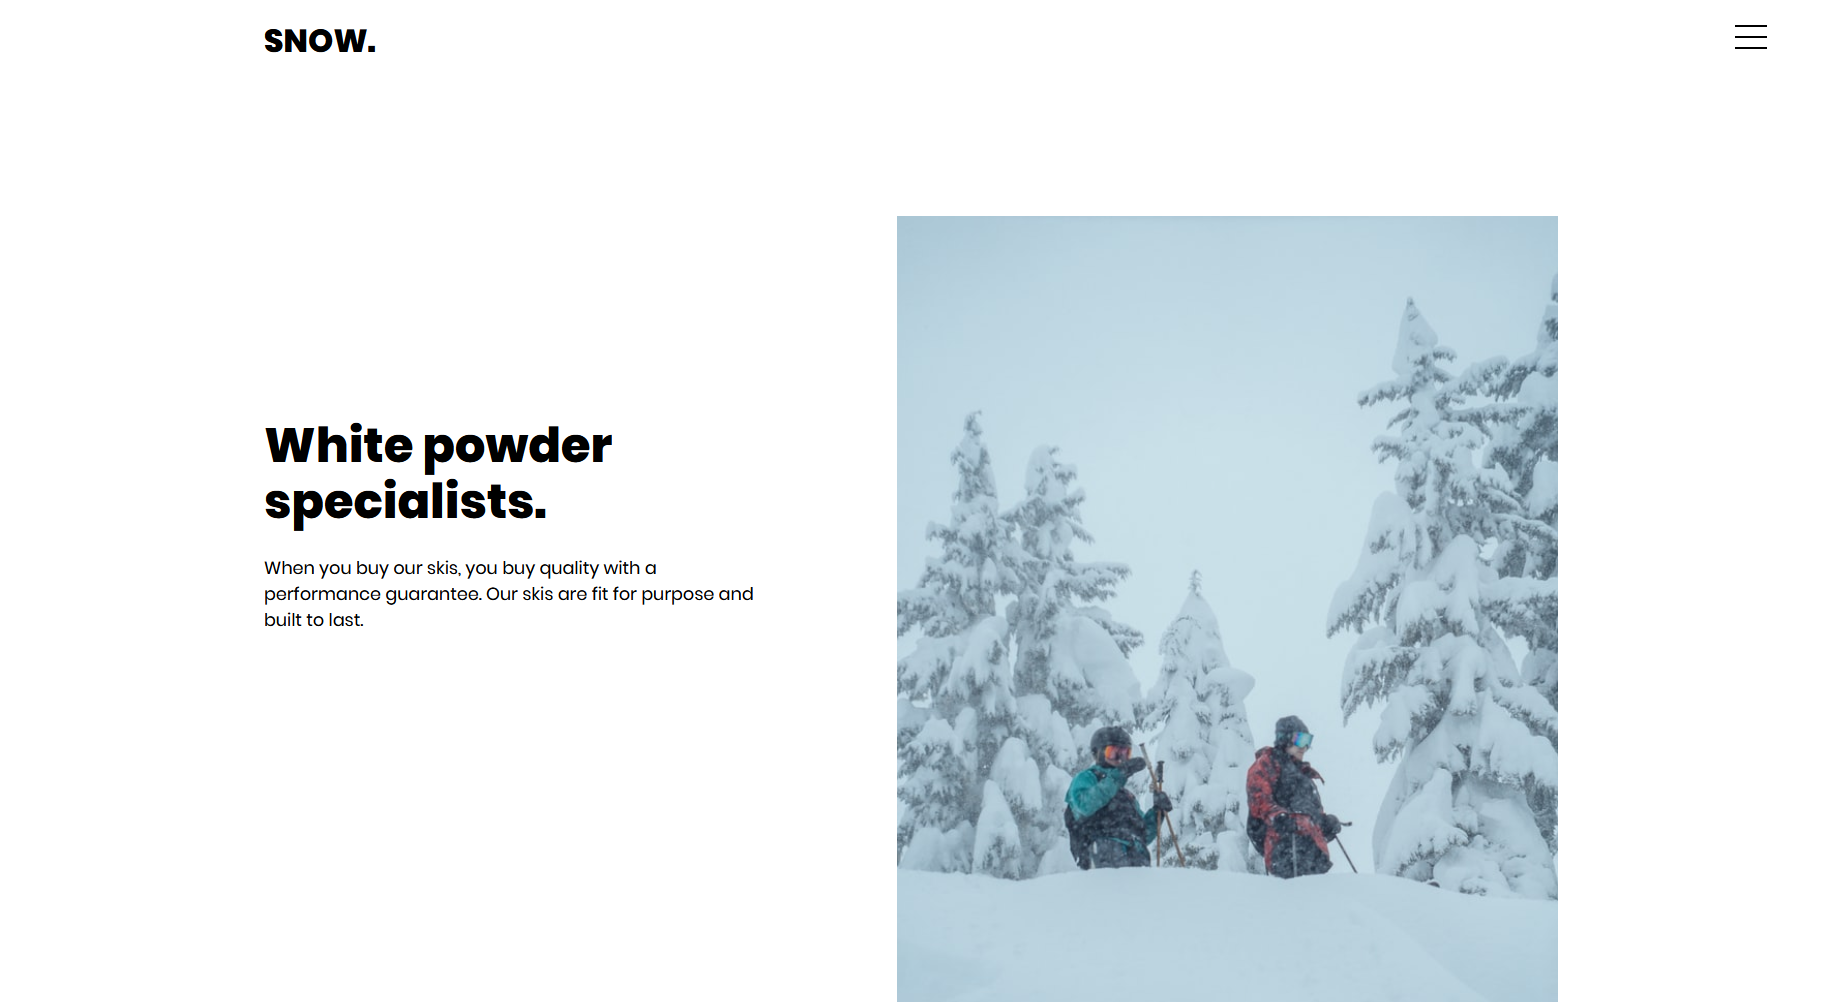 SNOW.
White powder
specialists.
When you buy our skis, you buy quality with a
performance guarantee. Our skis are fit for purpose and
built to last.